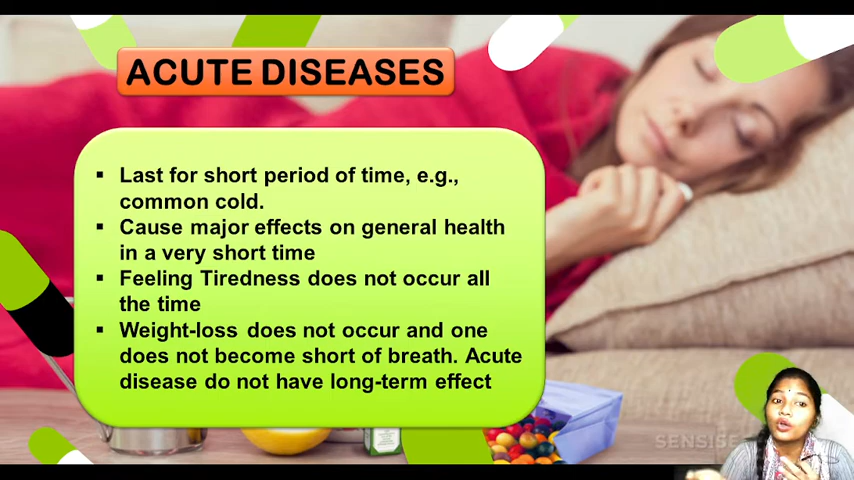 ACUTE DISEASES
▪ Last for short period of time, e.g.,
common cold.
▪ Cause major effects on general health
in a very short time
▪ Feeling Tiredness does not occur all
the time
▪ Weight-loss does not occur and one
does not become short of breath. Acute
disease do not have long-term effect